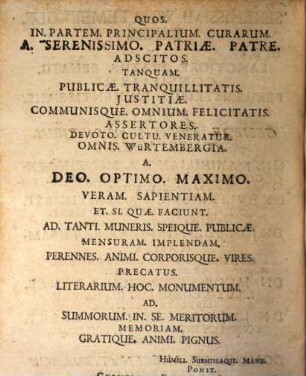 QUOS.
IN. PARTEM. PRINCIPALIUM. CURARUM.
A. SERENISSIMO. PATRIÆ. PATRE.
ADSCITOS.
TANQUAM.
PUBLICÆ. TRANQUILLITATIS.
JUSTITIÆ.
COMMUNISQUE. OMNIUM. FELICITATIS.
ASSERTORES.
DEVOTO. CULTU. VENERATUR.
OMNIS. WüRTEMBERGIA.
A.
DEO. OPTIMO. MAXIMO.
VERAM. SAPIENTIAM.
ET. SI. QUÆ. FACIUNT.
AD. TANTI. MUNERIS. SPEIQUE. PUBLICÆ.
MENSURAM. IMPLENDAM.
PERENNES. ANIMI. CORPORISQUE. VIRES.
PRECATUS.
LITERARIUM. HOC. MONUMENTUM.
AD.
SUMMORUM. IN. SE. MERITORUM.
MEMORIAM.
GRATIQUE. ANIMI. PIGNUS.
HUMILI. SUBMISSAQUE. MANU.
PONIT.